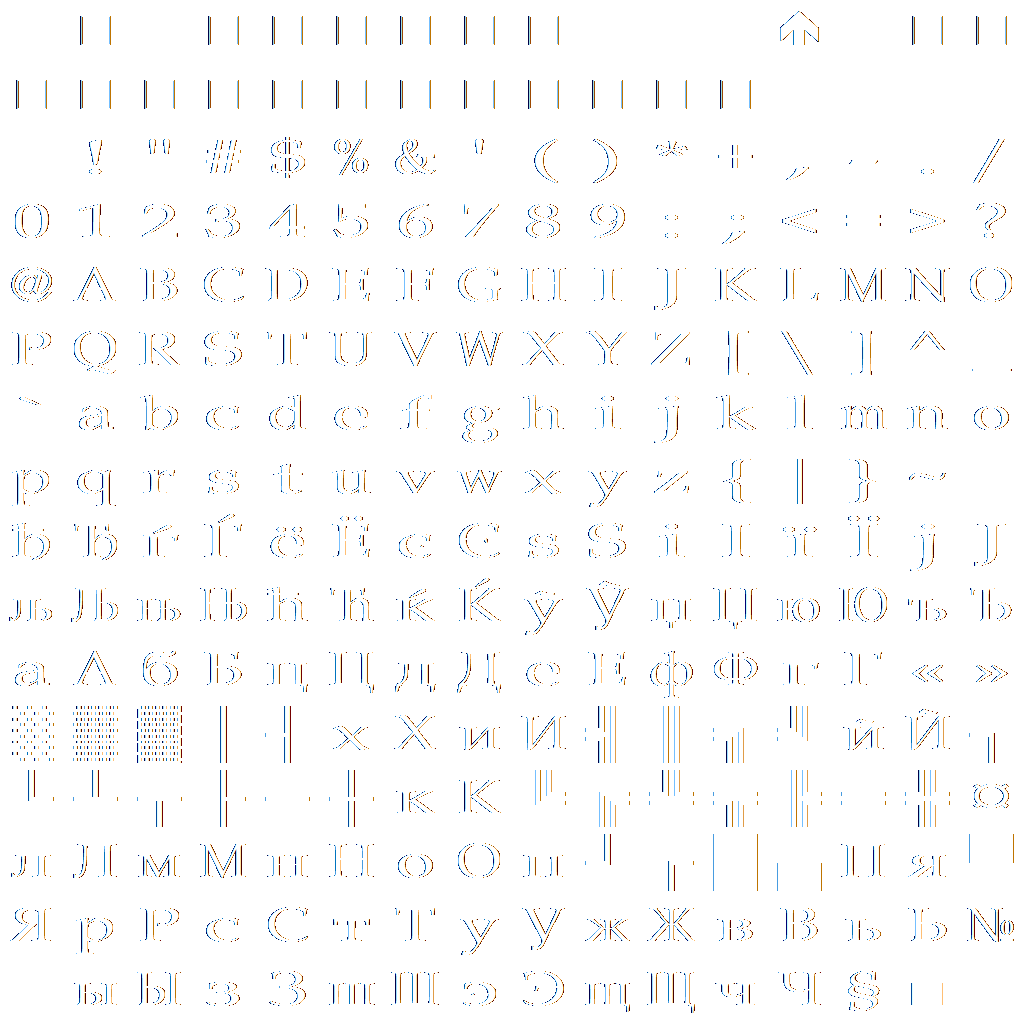 ! " # $ % & ' ( ) * + , - . /
0 1 2 3 4 5 6 7 8 9 : ; < = > ?
@ A B C D E F G H I J K L M N O
P Q R S T U V W X Y Z [ \ ] ^ _
` a b c d e f g h i j k l m n o
p q r s t u v w x y z { | } ~
ђ Ђ ѓ Ѓ ё Ё є Є ѕ Ѕ і І ї Ї ј Ј
љ Љ њ Њ ћ Ћ ќ Ќ ў Ў џ Џ ю Ю ъ Ъ
а А б Б ц Ц д Д е Е ф Ф г Г « »
░ ▒ ▓ │ ┤ х Х и И ╣ ║ ╗ ╝ й Й ┐
└ ┴ ┬ ├ ─ ┼ к К ╚ ╔ ╩ ╦ ╠ ═ ╬ ¤
л Л м М н Н о О п ┘ ┌ █ ▄ П я ▀
Я р Р с С т Т у У ж Ж в В ь Ь №
ы Ы з З ш Ш э Э щ Щ ч Ч § ■